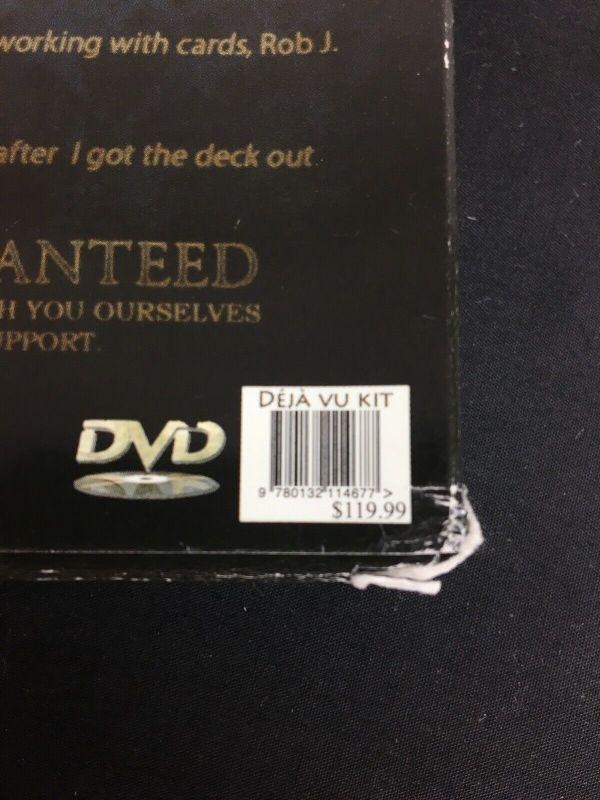 working with cards, Rob J.
after I got the deck out
ANTEED
H YOU OURSELVES
UPPORT.
DVD
DÉJÀ VU KIT
9 780132 114677 >
$119.99